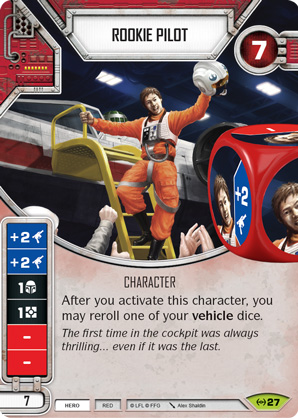 ROOKIE PILOT
7
+2
+2
+2
1
1
-
-
7
CHARACTER
After you activate this character, you
may reroll one of your vehicle dice.
The first time in the cockpit was always
thrilling... even if it was the last.
HERO
RED
© LFL © FFG
Alex Shaldin
27